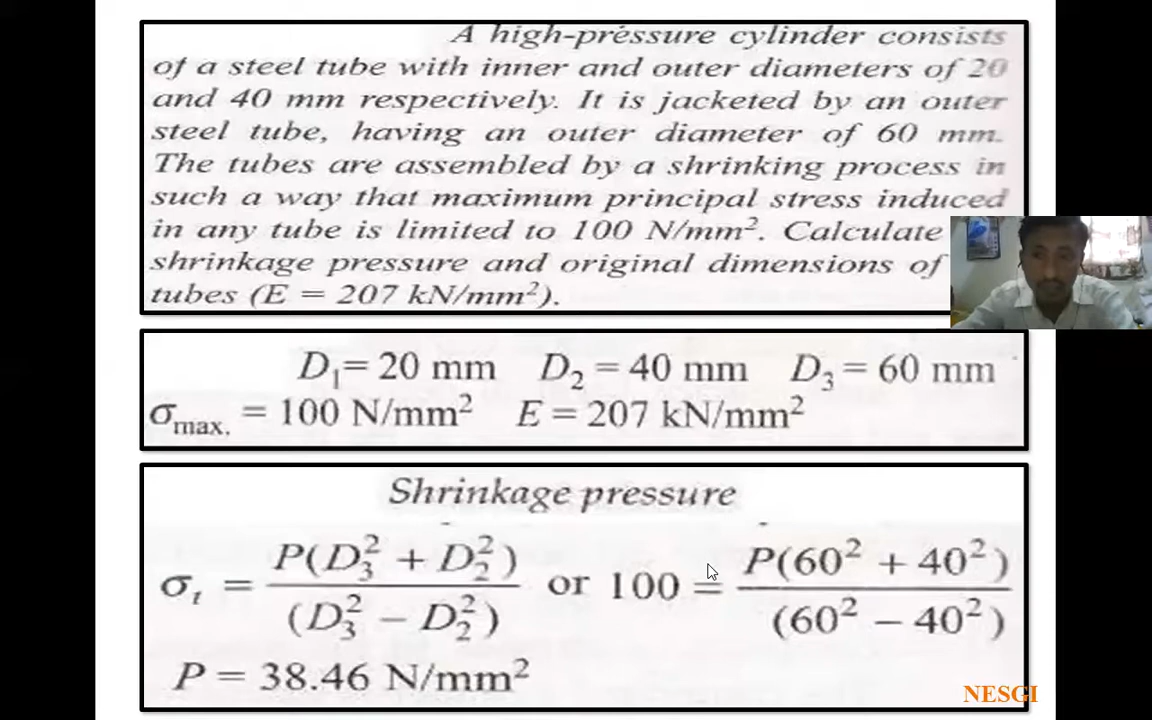 A high-pressure cylinder consists
of a steel tube with inner and outer diameters of 20
and 40 mm respectively. It is jacketed by an outer
steel tube, having an outer diameter of 60 mm.
The tubes are assembled by a shrinking process in
such a way that maximum principal stress induced
in any tube is limited to 100 N/mm². Calculate
shrinkage pressure and original dimensions of
tubes (E = 207 kN/mm²).
D₁ = 20 mm D₂ = 40 mm D₃ = 60 mm
σmax. = 100 N/mm² E = 207 kN/mm²
Shrinkage pressure
σₜ = P(D₃² + D₂²) / (D₃² − D₂²) or 100 = P(60² + 40²) / (60² − 40²)
P = 38.46 N/mm²
NESGI